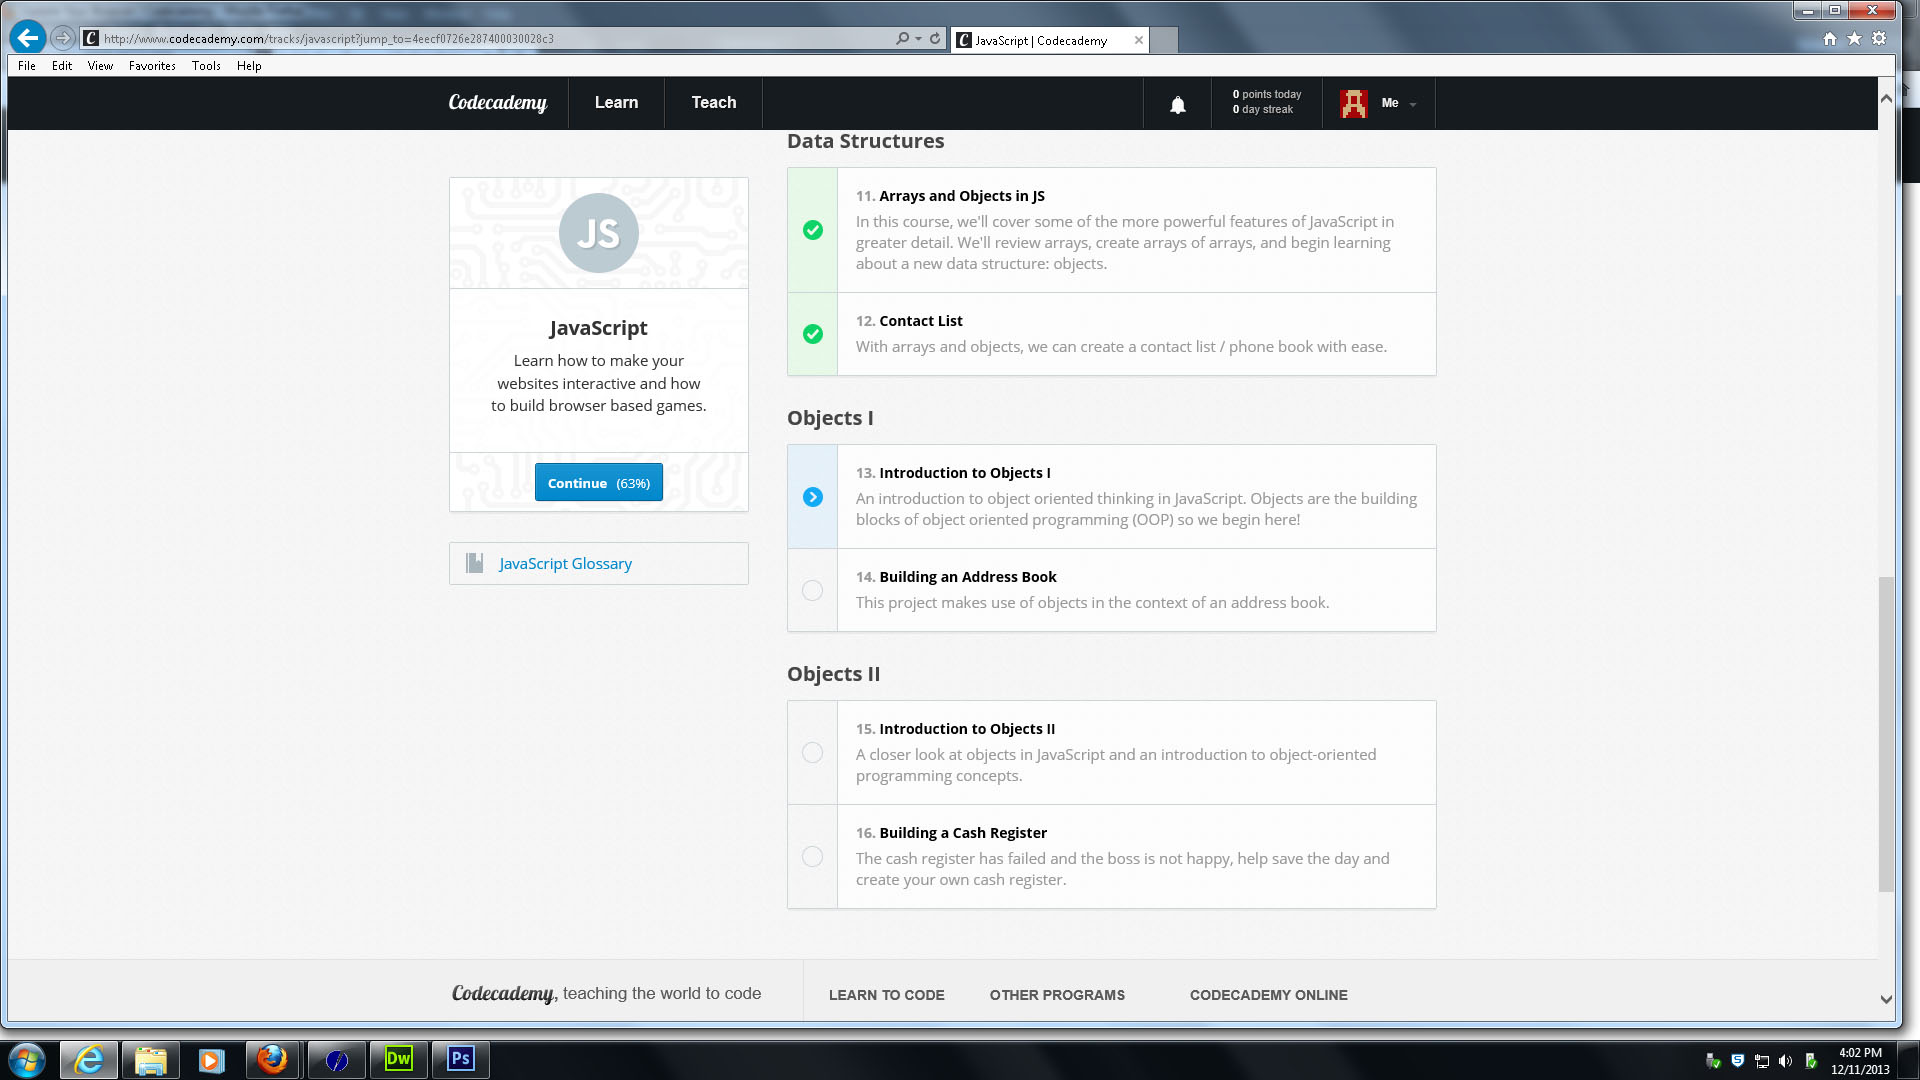 http://www.codecademy.com/tracks/javascript?jump_to=4eecf0726e287400030028c3
JavaScript | Codecademy
File Edit View Favorites Tools Help
Codecademy Learn Teach
0 points today
0 day streak
Me
Data Structures
11. Arrays and Objects in JS
In this course, we'll cover some of the more powerful features of JavaScript in
greater detail. We'll review arrays, create arrays of arrays, and begin learning
about a new data structure: objects.
12. Contact List
With arrays and objects, we can create a contact list / phone book with ease.
JS
JavaScript
Learn how to make your
websites interactive and how
to build browser based games.
Continue (63%)
JavaScript Glossary
Objects I
13. Introduction to Objects I
An introduction to object oriented thinking in JavaScript. Objects are the building
blocks of object oriented programming (OOP) so we begin here!
14. Building an Address Book
This project makes use of objects in the context of an address book.
Objects II
15. Introduction to Objects II
A closer look at objects in JavaScript and an introduction to object-oriented
programming concepts.
16. Building a Cash Register
The cash register has failed and the boss is not happy, help save the day and
create your own cash register.
Codecademy, teaching the world to code
LEARN TO CODE OTHER PROGRAMS CODECADEMY ONLINE
Dw Ps
4:02 PM
12/11/2013